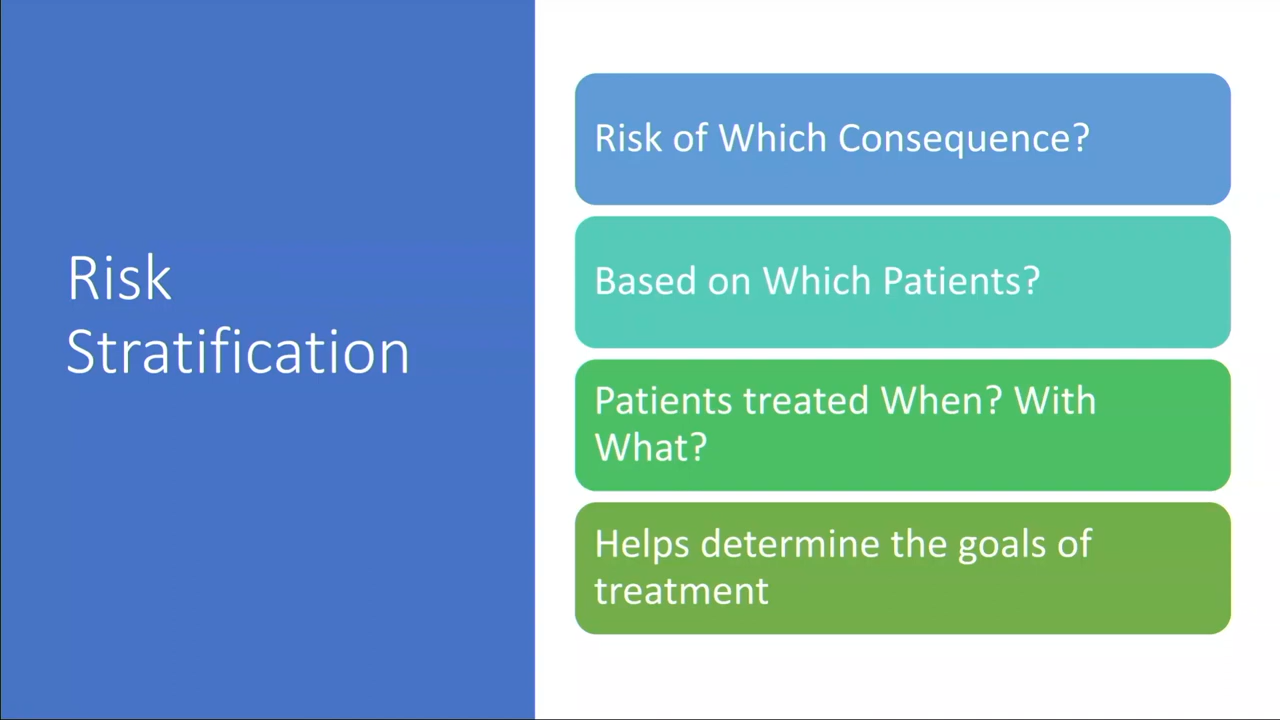 Risk
Stratification
Risk of Which Consequence?
Based on Which Patients?
Patients treated When? With
What?
Helps determine the goals of
treatment